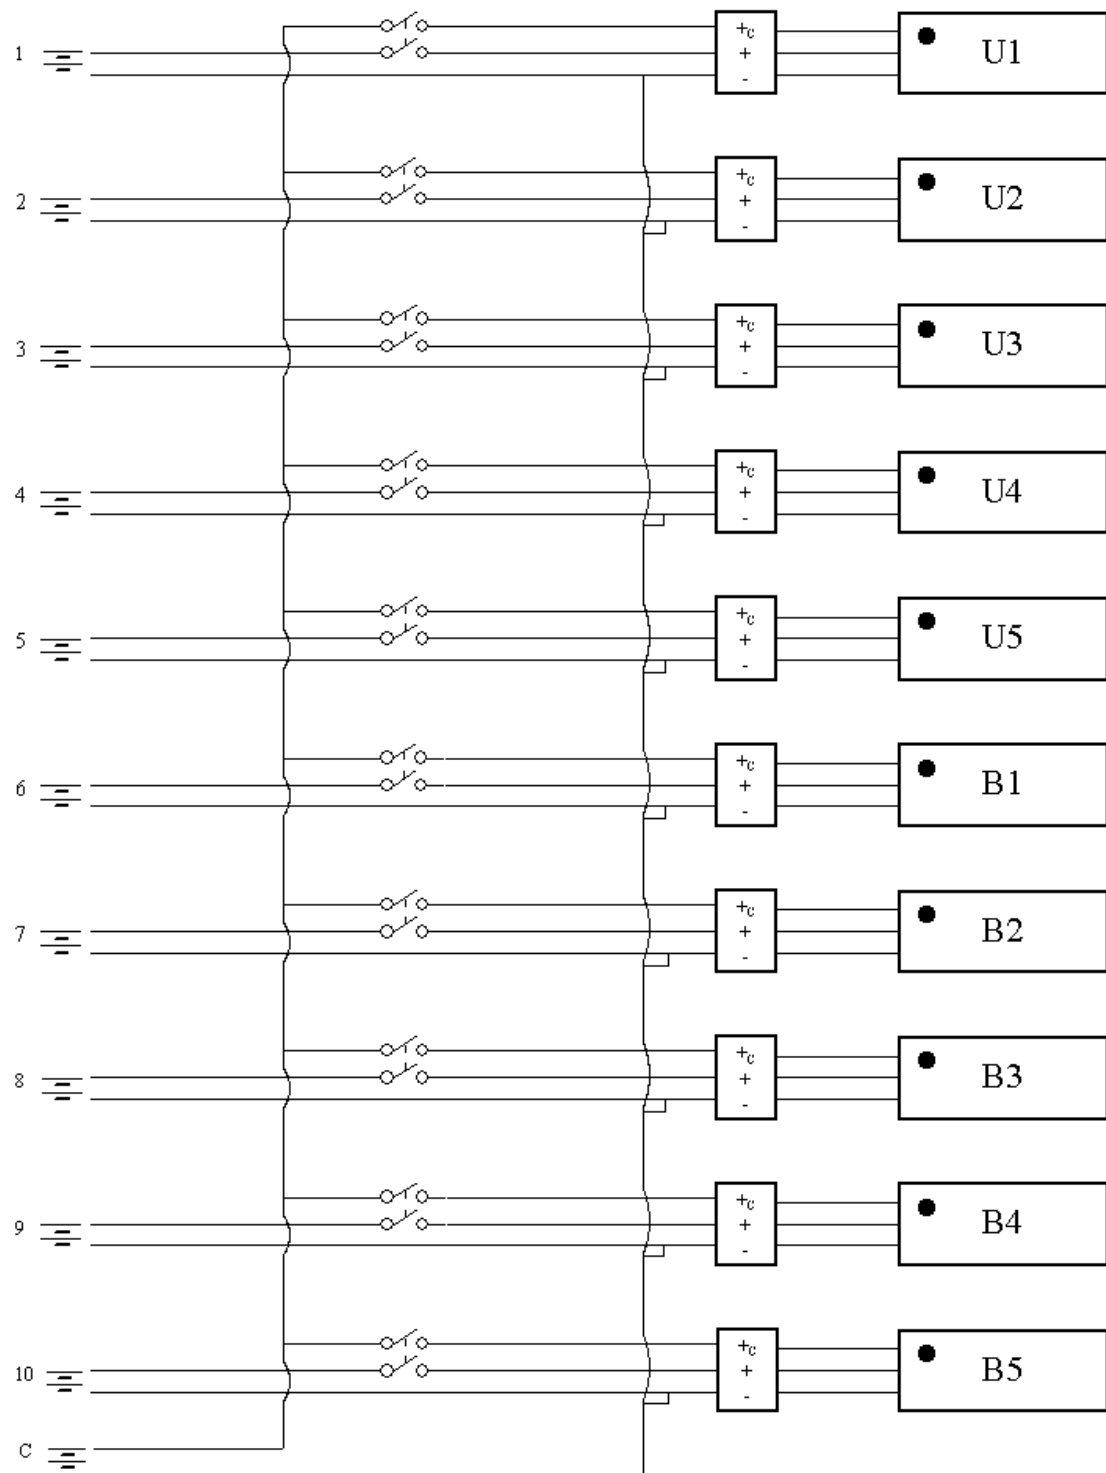 +c
1 + U1
-
+c
2 + U2
-
+c
3 + U3
-
+c
4 + U4
-
+c
5 + U5
-
+c
6 + B1
-
+c
7 + B2
-
+c
8 + B3
-
+c
9 + B4
-
+c
10 + B5
-
C